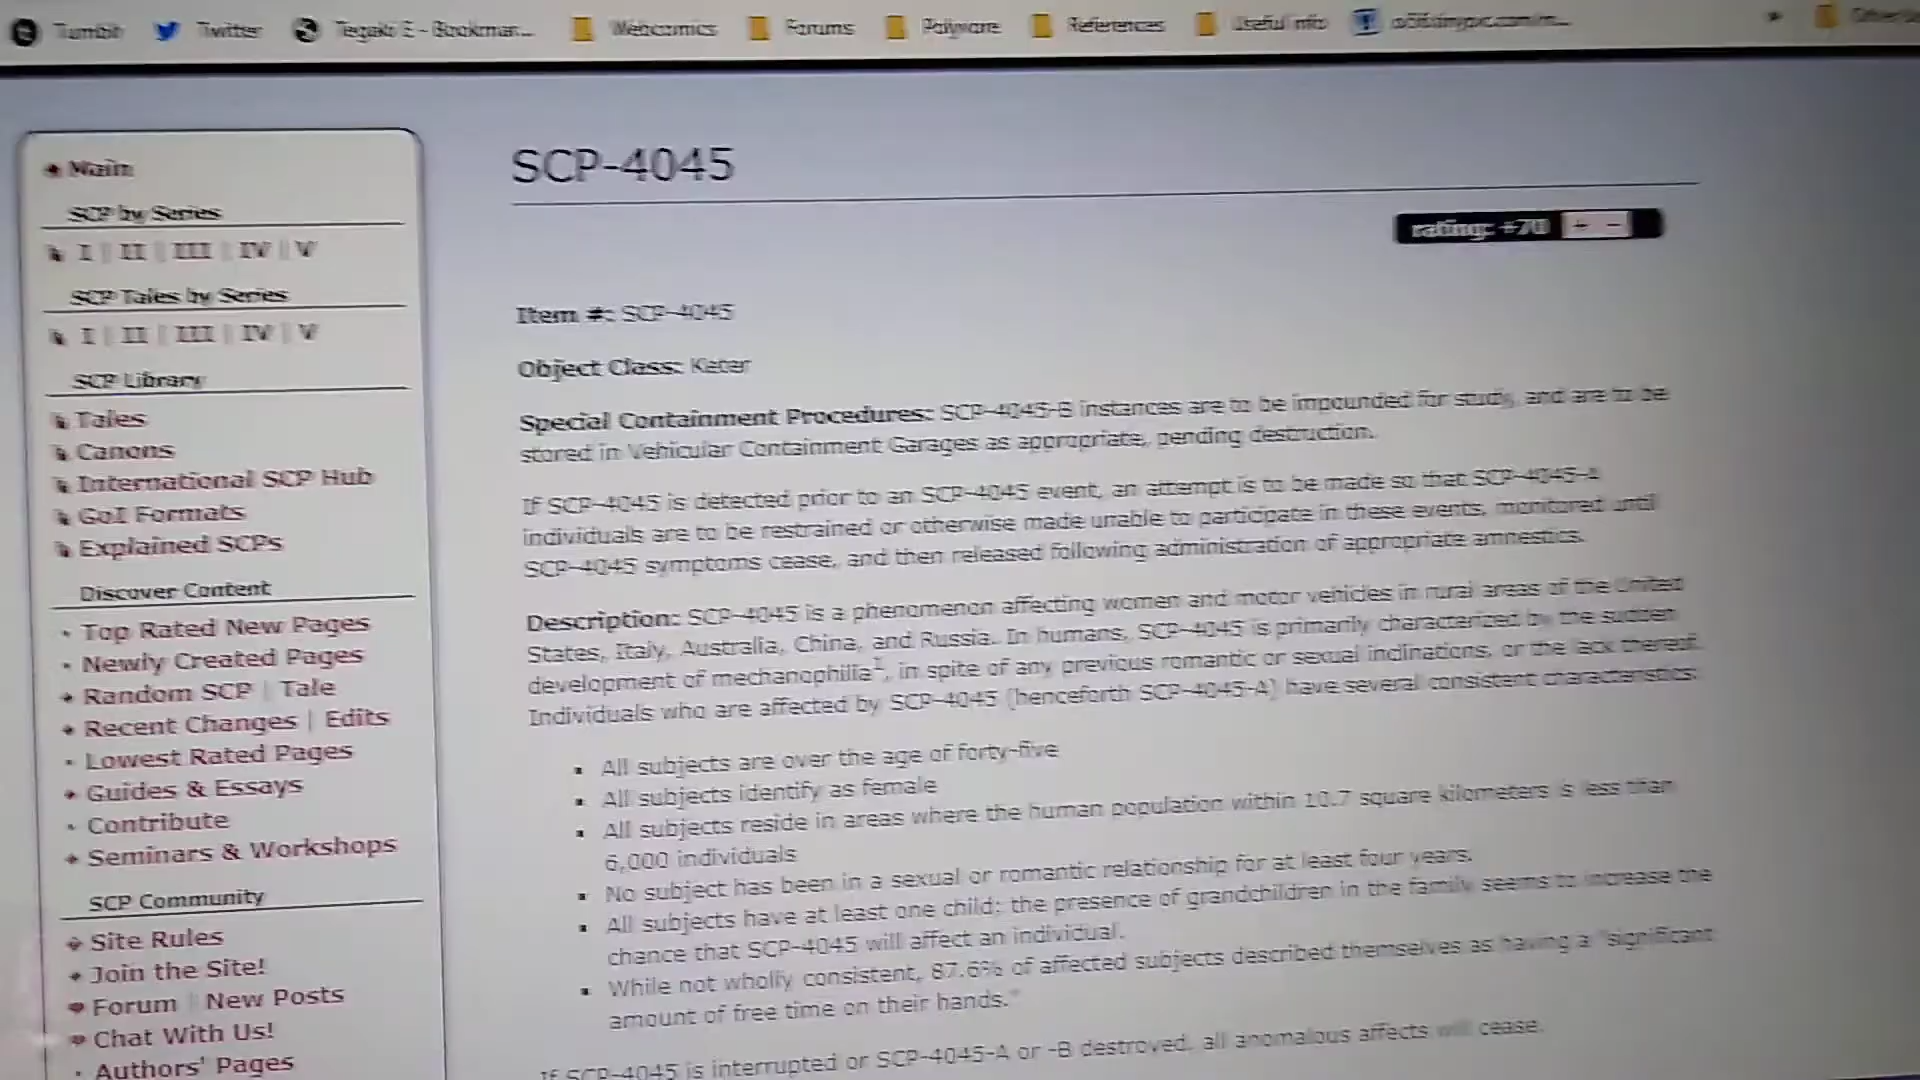 Tumblr Twitter Tegaki E - Bookmar... Webcomics Forums References Useful Info
Main
SCP by Series
I | II | III | IV | V
SCP Tales by Series
I | II | III | IV | V
SCP Library
Tales
Canons
International SCP Hub
GoI Formats
Explained SCPs
Discover Content
Top Rated New Pages
Newly Created Pages
Random SCP | Tale
Recent Changes | Edits
Lowest Rated Pages
Guides & Essays
Contribute
Seminars & Workshops
SCP Community
Site Rules
Join the Site!
Forum | New Posts
Chat With Us!
Authors' Pages
SCP-4045
rating: +70 + −
Item #: SCP-4045
Object Class: Keter
Special Containment Procedures: SCP-4045-B instances are to be impounded for study, and are to be
stored in Vehicular Containment Garages as appropriate, pending destruction.
If SCP-4045 is detected prior to an SCP-4045 event, an attempt is to be made so that SCP-4045-A
individuals are to be restrained or otherwise made unable to participate in these events, monitored until
SCP-4045 symptoms cease, and then released following administration of appropriate amnestics.
Description: SCP-4045 is a phenomenon affecting women and motor vehicles in rural areas of the United
States, Italy, Australia, China, and Russia. In humans, SCP-4045 is primarily characterized by the sudden
development of mechanophilia1, in spite of any previous romantic or sexual inclinations, or the lack thereof.
Individuals who are affected by SCP-4045 (henceforth SCP-4045-A) have several consistent characteristics:
All subjects are over the age of forty-five
All subjects identify as female
All subjects reside in areas where the human population within 10.7 square kilometers is less than
6,000 individuals
No subject has been in a sexual or romantic relationship for at least four years.
All subjects have at least one child; the presence of grandchildren in the family seems to increase the
chance that SCP-4045 will affect an individual.
While not wholly consistent, 87.6% of affected subjects described themselves as having a "significant
amount of free time on their hands."
If SCP-4045 is interrupted or SCP-4045-A or -B destroyed, all anomalous affects will cease.